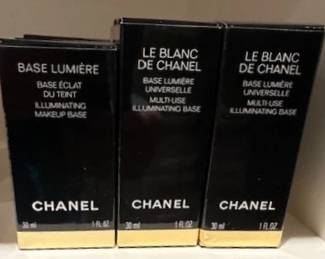 BASE LUMIÈRE
BASE ÉCLAT
DU TEINT
ILLUMINATING
MAKEUP BASE
CHANEL
30 ml 1 FL. OZ.
LE BLANC
DE CHANEL
BASE LUMIÈRE
UNIVERSELLE
MULTI-USE
ILLUMINATING BASE
CHANEL
30 ml 1 FL. OZ.
LE BLANC
DE CHANEL
BASE LUMIÈRE
UNIVERSELLE
MULTI-USE
ILLUMINATING BASE
CHANEL
30 ml 1 FL. OZ.